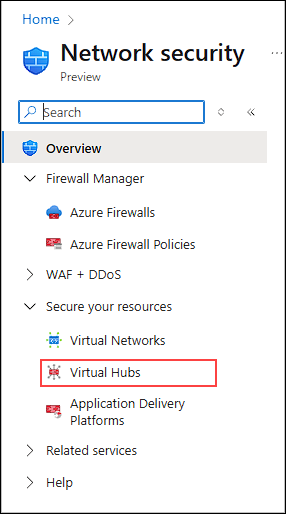 Home
Network security
Preview
Search
Overview
Firewall Manager
Azure Firewalls
Azure Firewall Policies
WAF + DDoS
Secure your resources
Virtual Networks
Virtual Hubs
Application Delivery
Platforms
Related services
Help